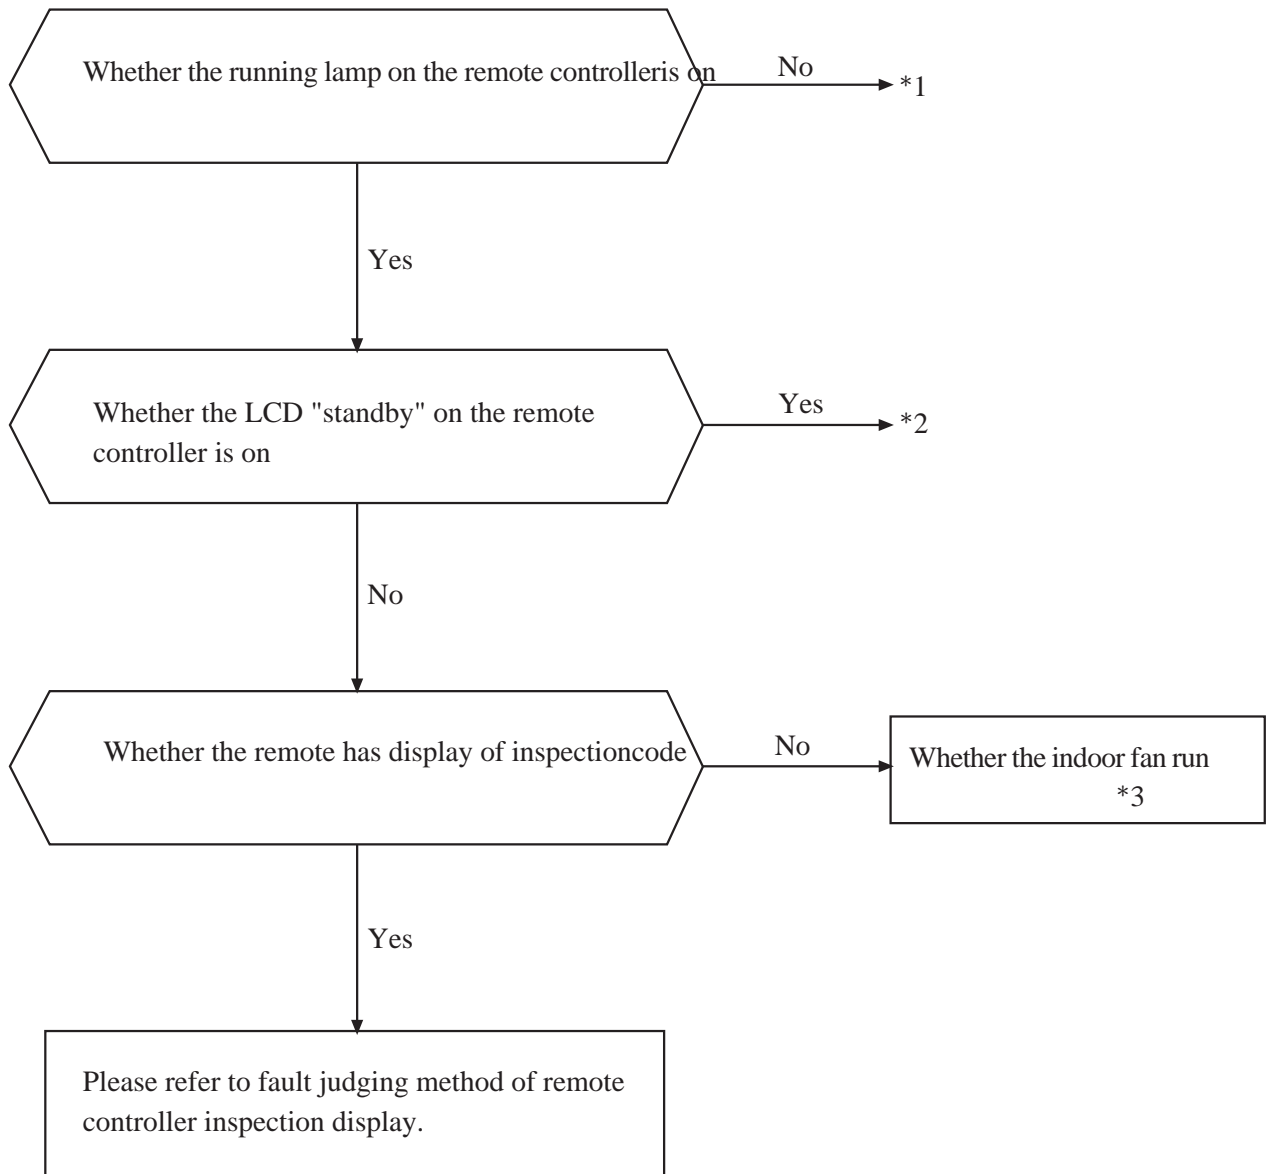 Whether the running lamp on the remote controlleris on
No
*1
Yes
Whether the LCD "standby" on the remote
controller is on
Yes
*2
No
Whether the remote has display of inspectioncode
No
Whether the indoor fan run
*3
Yes
Please refer to fault judging method of remote
controller inspection display.